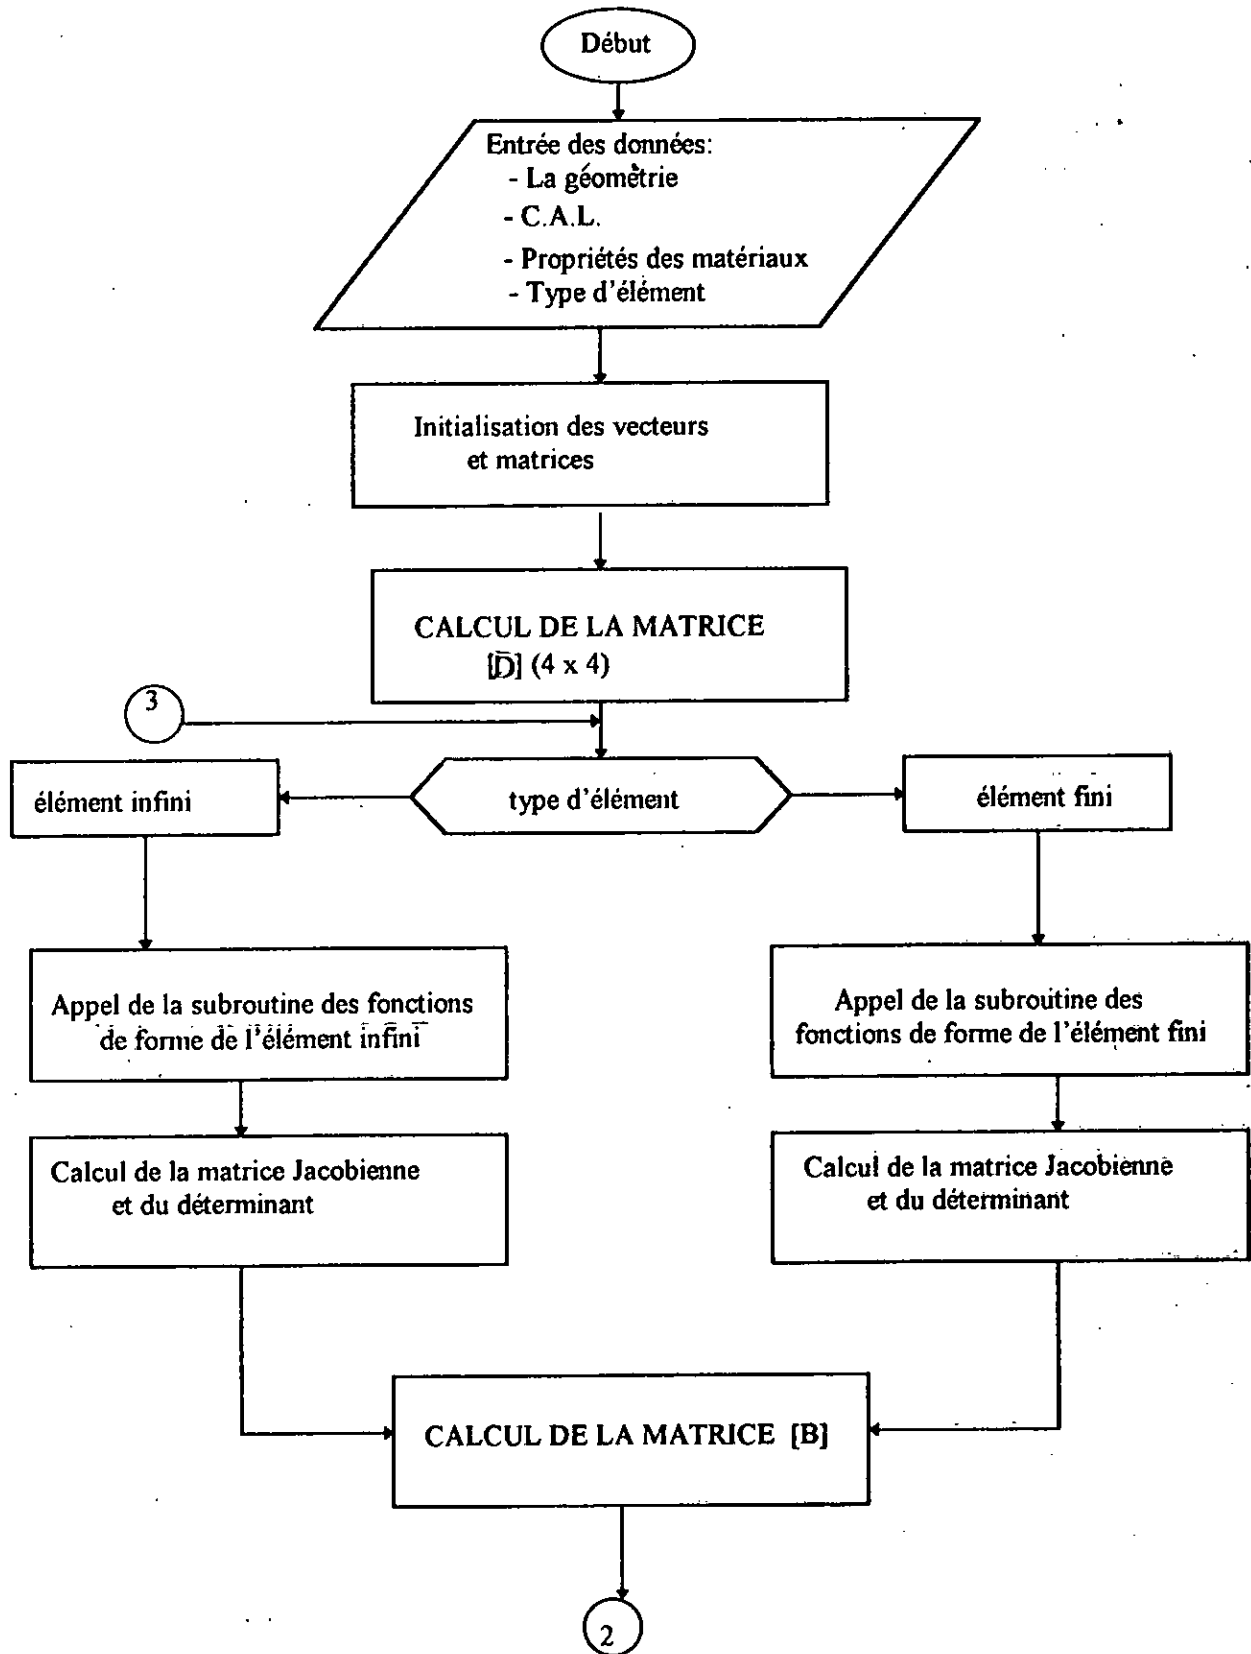 Début
Entrée des données:
- La géométrie
- C.A.L.
- Propriétés des matériaux
- Type d'élément
Initialisation des vecteurs
et matrices
CALCUL DE LA MATRICE
[D̄] (4 x 4)
3
élément infini
type d'élément
élément fini
Appel de la subroutine des fonctions
de forme de l'élément infini
Appel de la subroutine des
fonctions de forme de l'élément fini
Calcul de la matrice Jacobienne
et du déterminant
Calcul de la matrice Jacobienne
et du déterminant
CALCUL DE LA MATRICE [B]
2